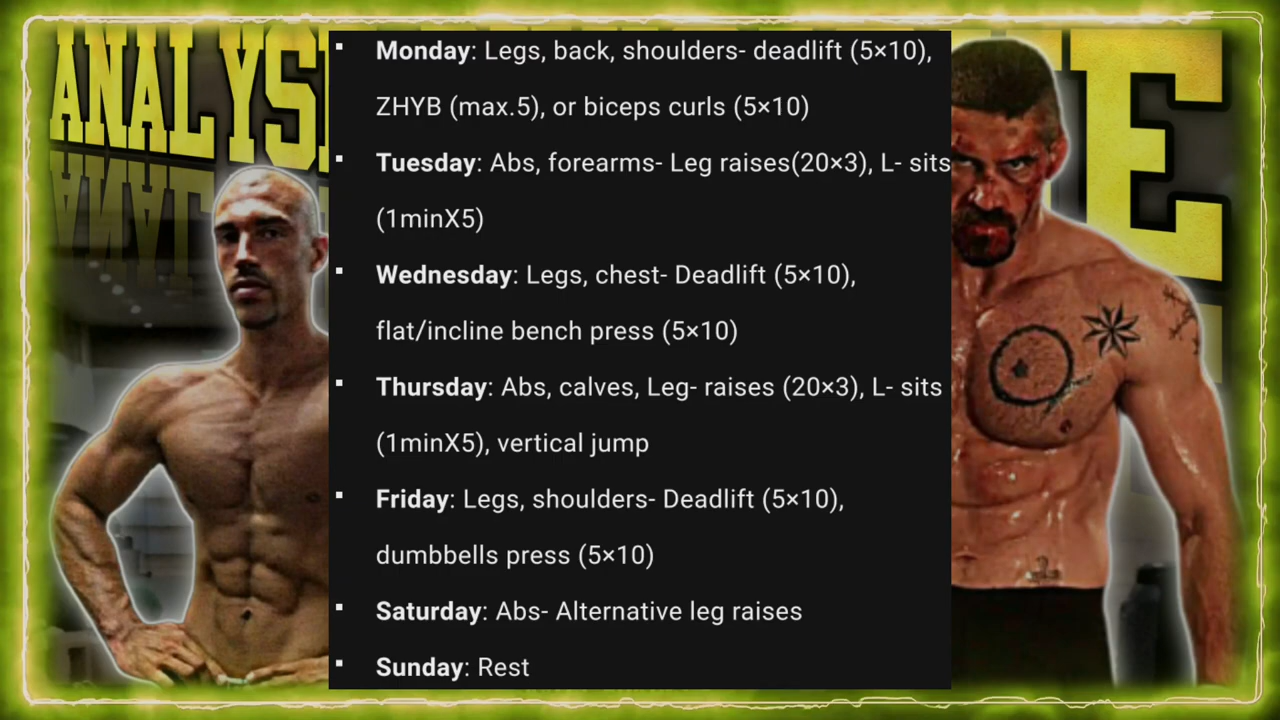 ANALYS
E
▪ Monday: Legs, back, shoulders- deadlift (5×10),
ZHYB (max.5), or biceps curls (5×10)
▪ Tuesday: Abs, forearms- Leg raises(20×3), L- sits
(1minX5)
▪ Wednesday: Legs, chest- Deadlift (5×10),
flat/incline bench press (5×10)
▪ Thursday: Abs, calves, Leg- raises (20×3), L- sits
(1minX5), vertical jump
▪ Friday: Legs, shoulders- Deadlift (5×10),
dumbbells press (5×10)
▪ Saturday: Abs- Alternative leg raises
▪ Sunday: Rest